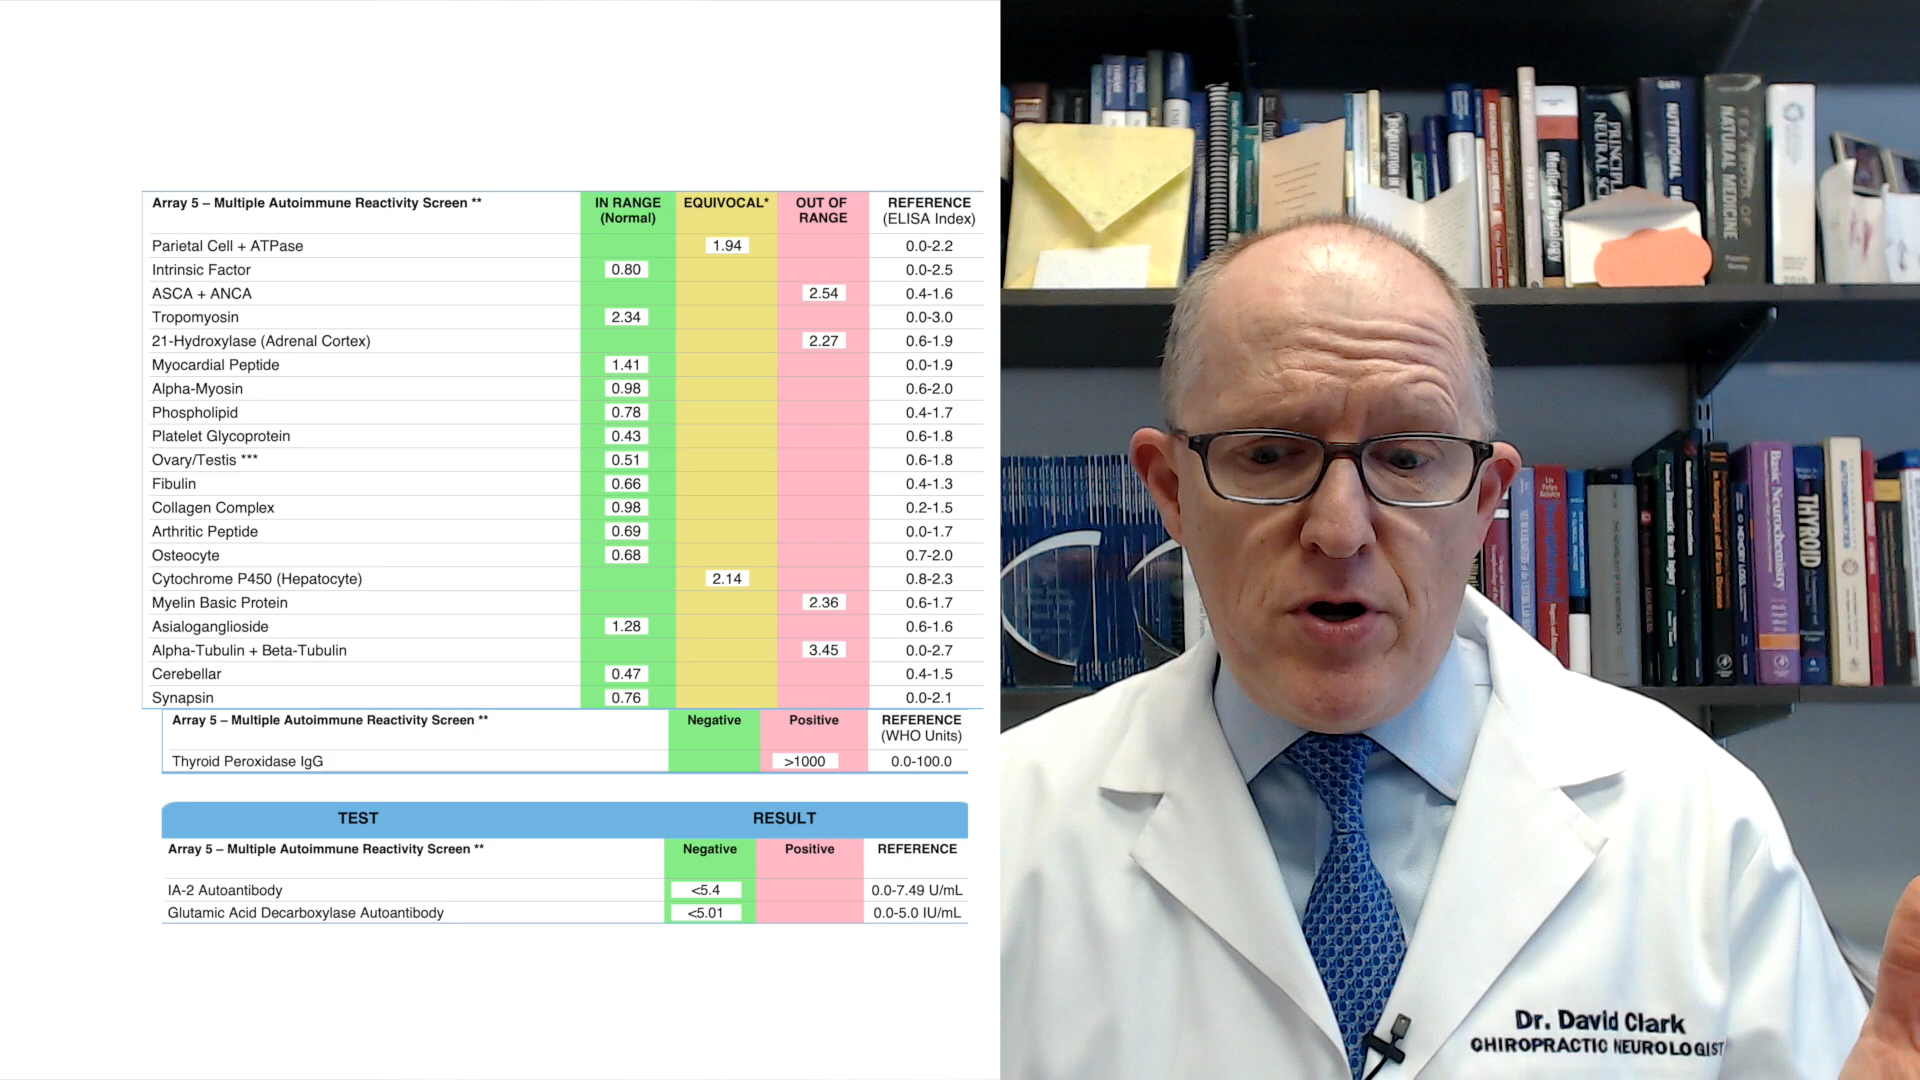 Array 5 – Multiple Autoimmune Reactivity Screen ** IN RANGE (Normal) EQUIVOCAL* OUT OF RANGE REFERENCE (ELISA Index)
Parietal Cell + ATPase 1.94 0.0-2.2
Intrinsic Factor 0.80 0.0-2.5
ASCA + ANCA 2.54 0.4-1.6
Tropomyosin 2.34 0.0-3.0
21-Hydroxylase (Adrenal Cortex) 2.27 0.6-1.9
Myocardial Peptide 1.41 0.0-1.9
Alpha-Myosin 0.98 0.6-2.0
Phospholipid 0.78 0.4-1.7
Platelet Glycoprotein 0.43 0.6-1.8
Ovary/Testis *** 0.51 0.6-1.8
Fibulin 0.66 0.4-1.3
Collagen Complex 0.98 0.2-1.5
Arthritic Peptide 0.69 0.0-1.7
Osteocyte 0.68 0.7-2.0
Cytochrome P450 (Hepatocyte) 2.14 0.8-2.3
Myelin Basic Protein 2.36 0.6-1.7
Asialoganglioside 1.28 0.6-1.6
Alpha-Tubulin + Beta-Tubulin 3.45 0.0-2.7
Cerebellar 0.47 0.4-1.5
Synapsin 0.76 0.0-2.1
Array 5 – Multiple Autoimmune Reactivity Screen ** Negative Positive REFERENCE (WHO Units)
Thyroid Peroxidase IgG >1000 0.0-100.0
TEST RESULT
Array 5 – Multiple Autoimmune Reactivity Screen ** Negative Positive REFERENCE
IA-2 Autoantibody <5.4 0.0-7.49 U/mL
Glutamic Acid Decarboxylase Autoantibody <5.01 0.0-5.0 IU/mL
Medical Physiology
PRINCIPL
NEURAL SC
NUTRITIONAL
TEXTBOOK OF
NATURAL MEDICINE
Basic Neurochemistry
THYROID
Dr. David Clark
CHIROPRACTIC NEUROLOGIST